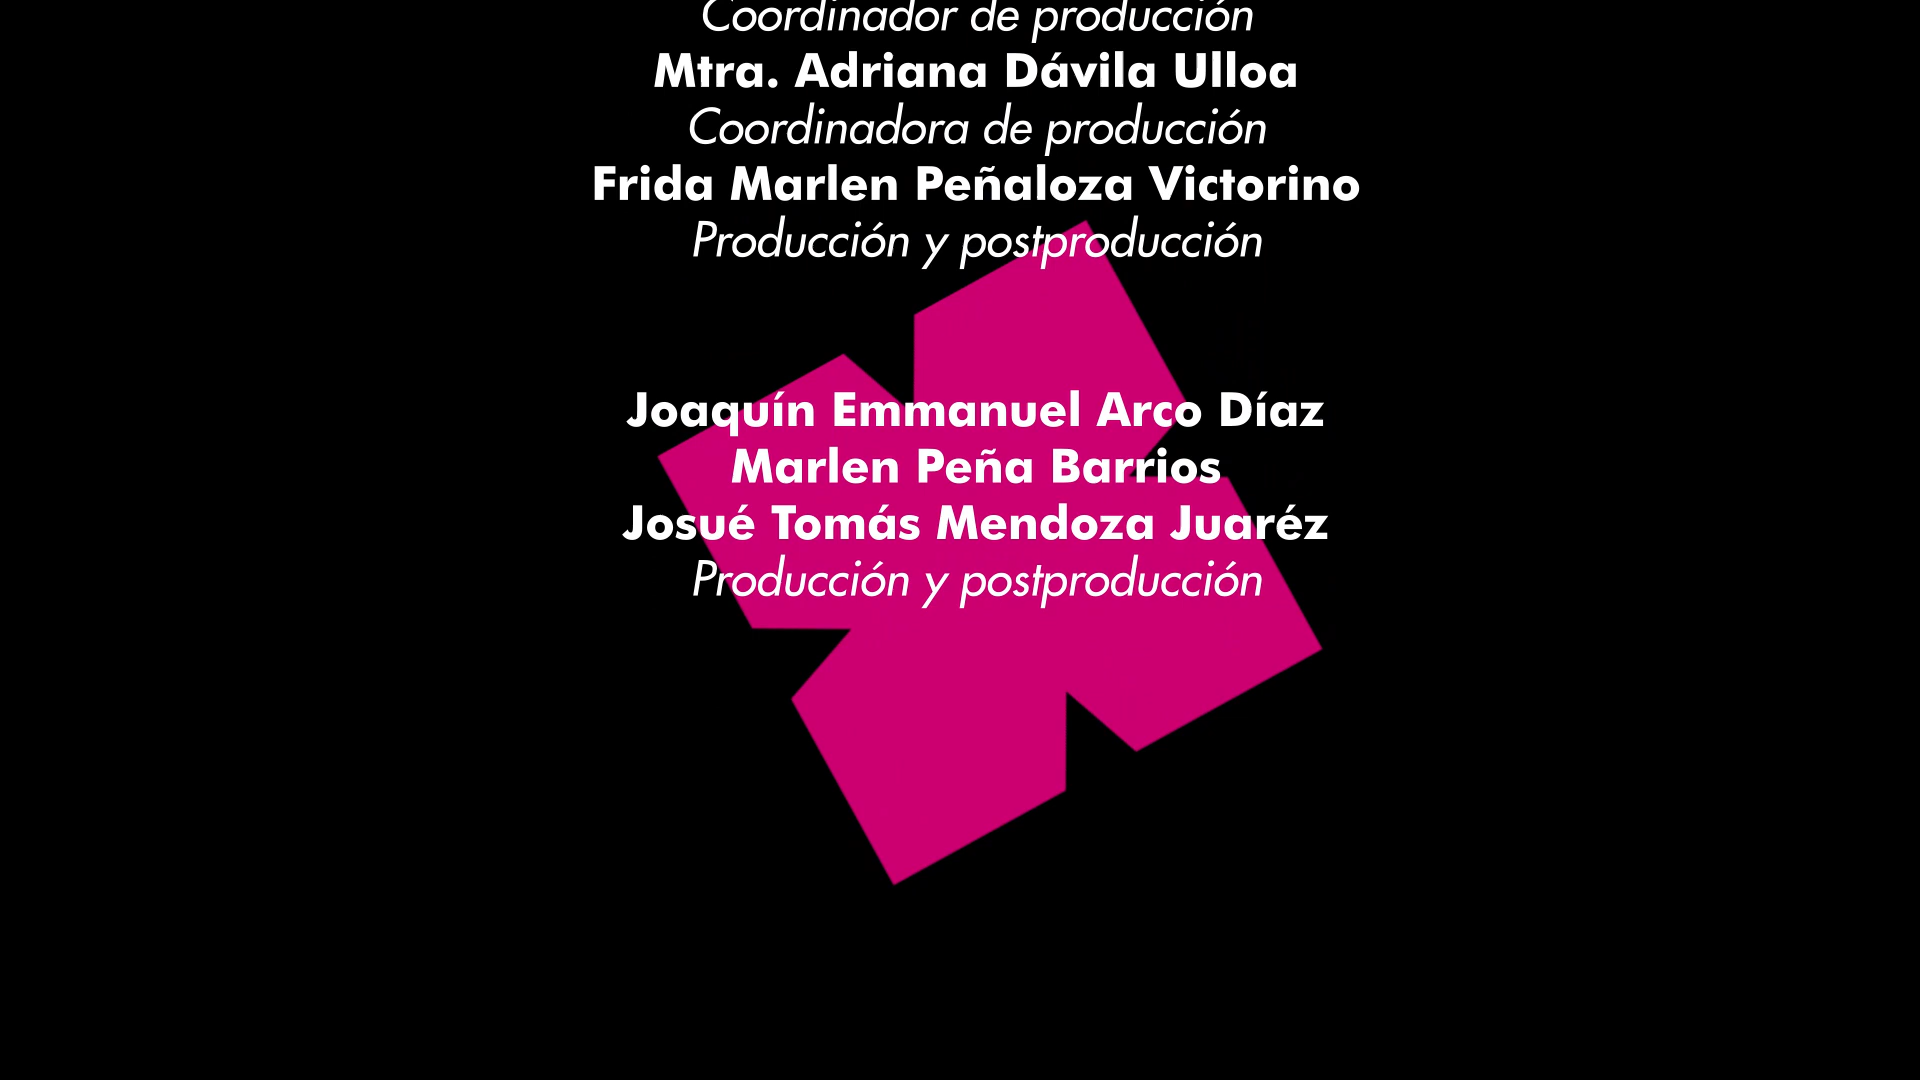 Coordinador de producción
Mtra. Adriana Dávila Ulloa
Coordinadora de producción
Frida Marlen Peñaloza Victorino
Producción y postproducción
Joaquín Emmanuel Arco Díaz
Marlen Peña Barrios
Josué Tomás Mendoza Juaréz
Producción y postproducción